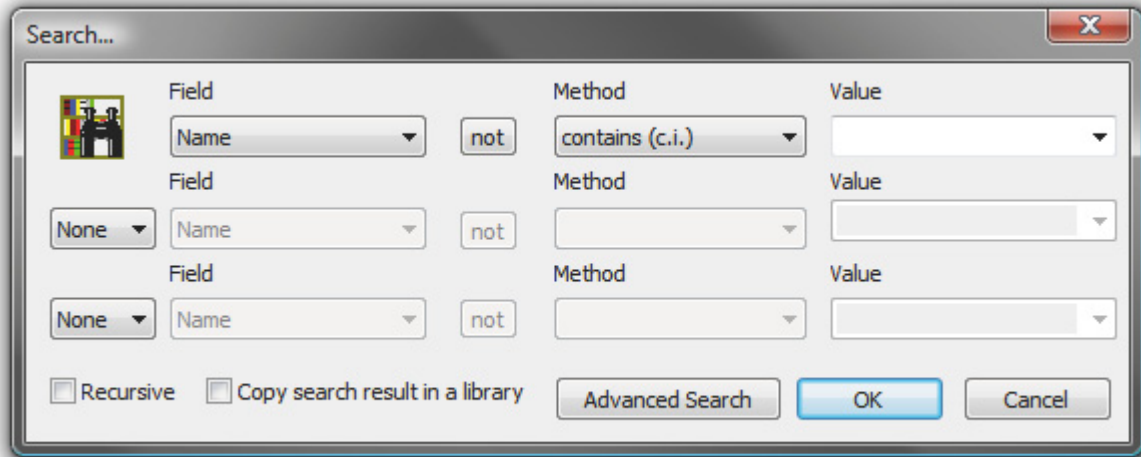 Search...
Field Method Value
Name not contains (c.i.)
Field Method Value
None Name not
Field Method Value
None Name not
Recursive Copy search result in a library Advanced Search OK Cancel